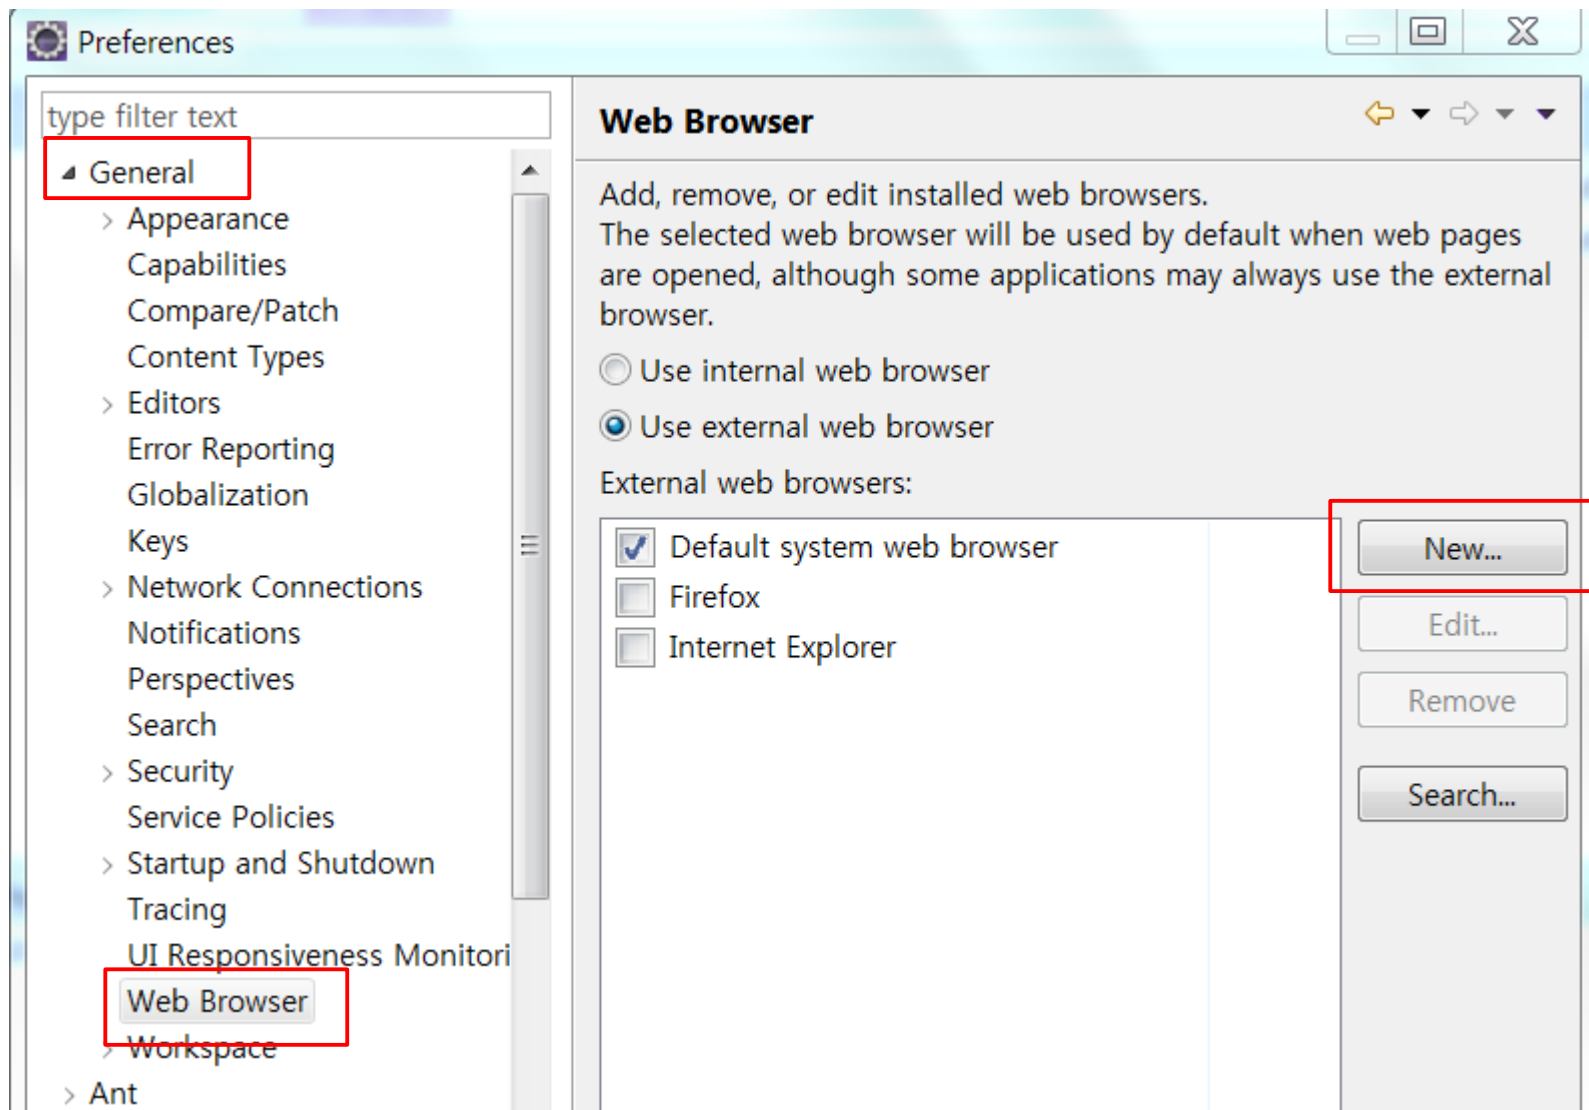 Preferences
type filter text
General
Appearance
Capabilities
Compare/Patch
Content Types
Editors
Error Reporting
Globalization
Keys
Network Connections
Notifications
Perspectives
Search
Security
Service Policies
Startup and Shutdown
Tracing
UI Responsiveness Monitori
Web Browser
Workspace
Ant
Web Browser
Add, remove, or edit installed web browsers.
The selected web browser will be used by default when web pages
are opened, although some applications may always use the external
browser.
Use internal web browser
Use external web browser
External web browsers:
Default system web browser
Firefox
Internet Explorer
New...
Edit...
Remove
Search...